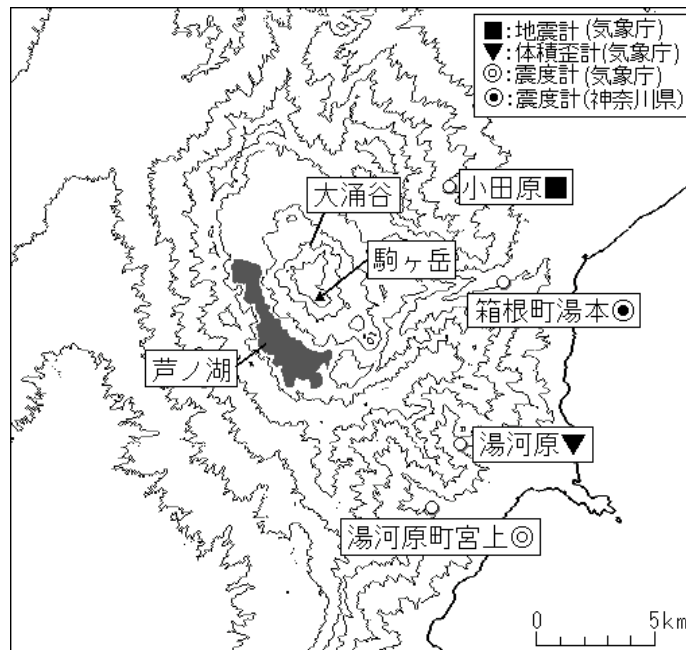 ■:地震計(気象庁)
▼:体積歪計(気象庁)
◎:震度計(気象庁)
◉:震度計(神奈川県)
大涌谷
小田原■
駒ヶ岳
箱根町湯本◉
芦ノ湖
湯河原▼
湯河原町宮上◎
0 5km